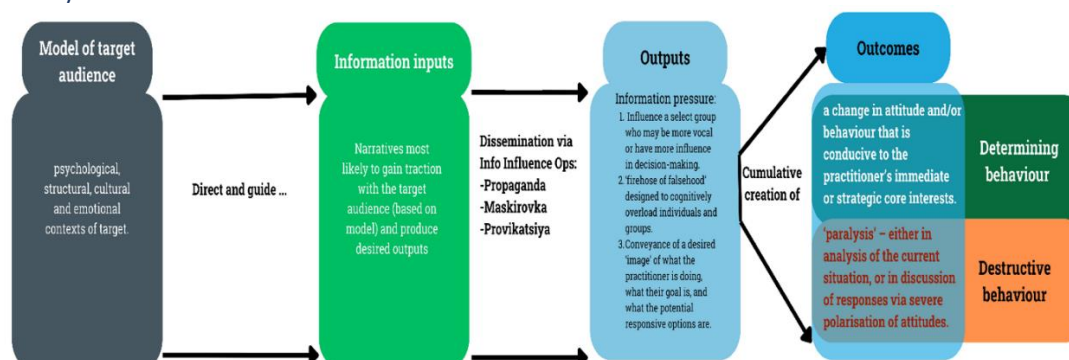 Model of target
audience
psychological,
structural, cultural
and emotional
contexts of target.
Direct and guide ...
Information inputs
Narratives most
likely to gain traction
with the target
audience (based on
model) and produce
desired outputs
Dissemination via
Info Influence Ops:
-Propaganda
-Maskirovka
-Provikatsiya
Outputs
Information pressure:
1. Influence a select group
who may be more vocal
or have more influence
in decision-making.
2. 'firehose of falsehood'
designed to cognitively
overload individuals and
groups.
3. Conveyance of a desired
'image' of what the
practitioner is doing,
what their goal is, and
what the potential
responsive options are.
Cumulative
creation of
Outcomes
a change in attitude and/or
behaviour that is
conducive to the
practitioner's immediate
or strategic core interests.
Determining
behaviour
'paralysis' – either in
analysis of the current
situation, or in discussion
of responses via severe
polarisation of attitudes.
Destructive
behaviour